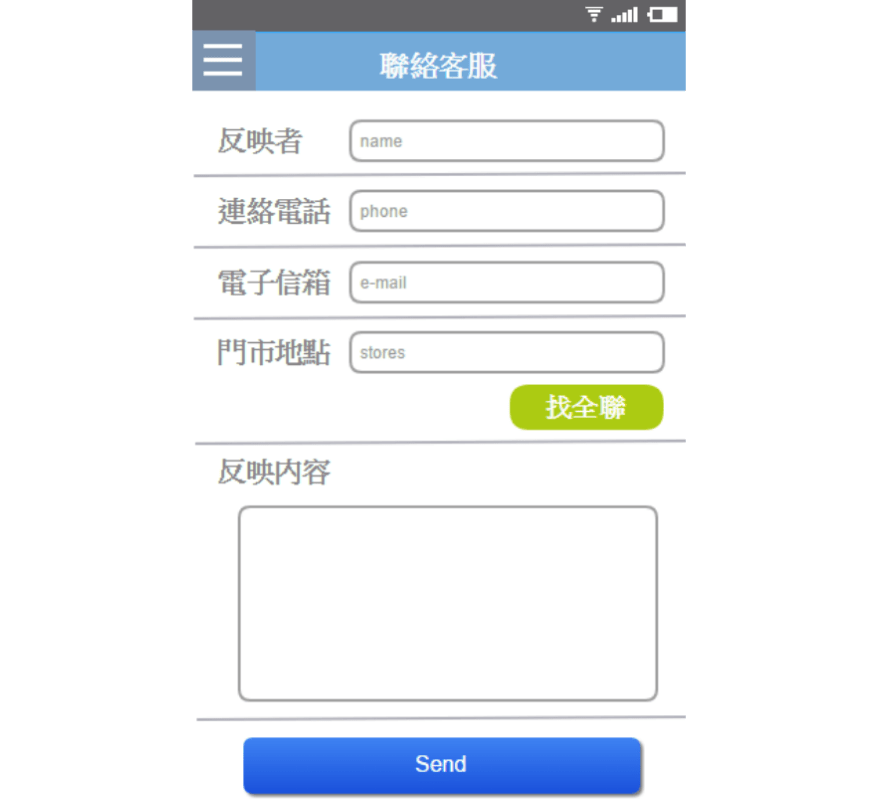 聯絡客服
反映者 name
連絡電話 phone
電子信箱 e-mail
門市地點 stores
找全聯
反映内容
Send